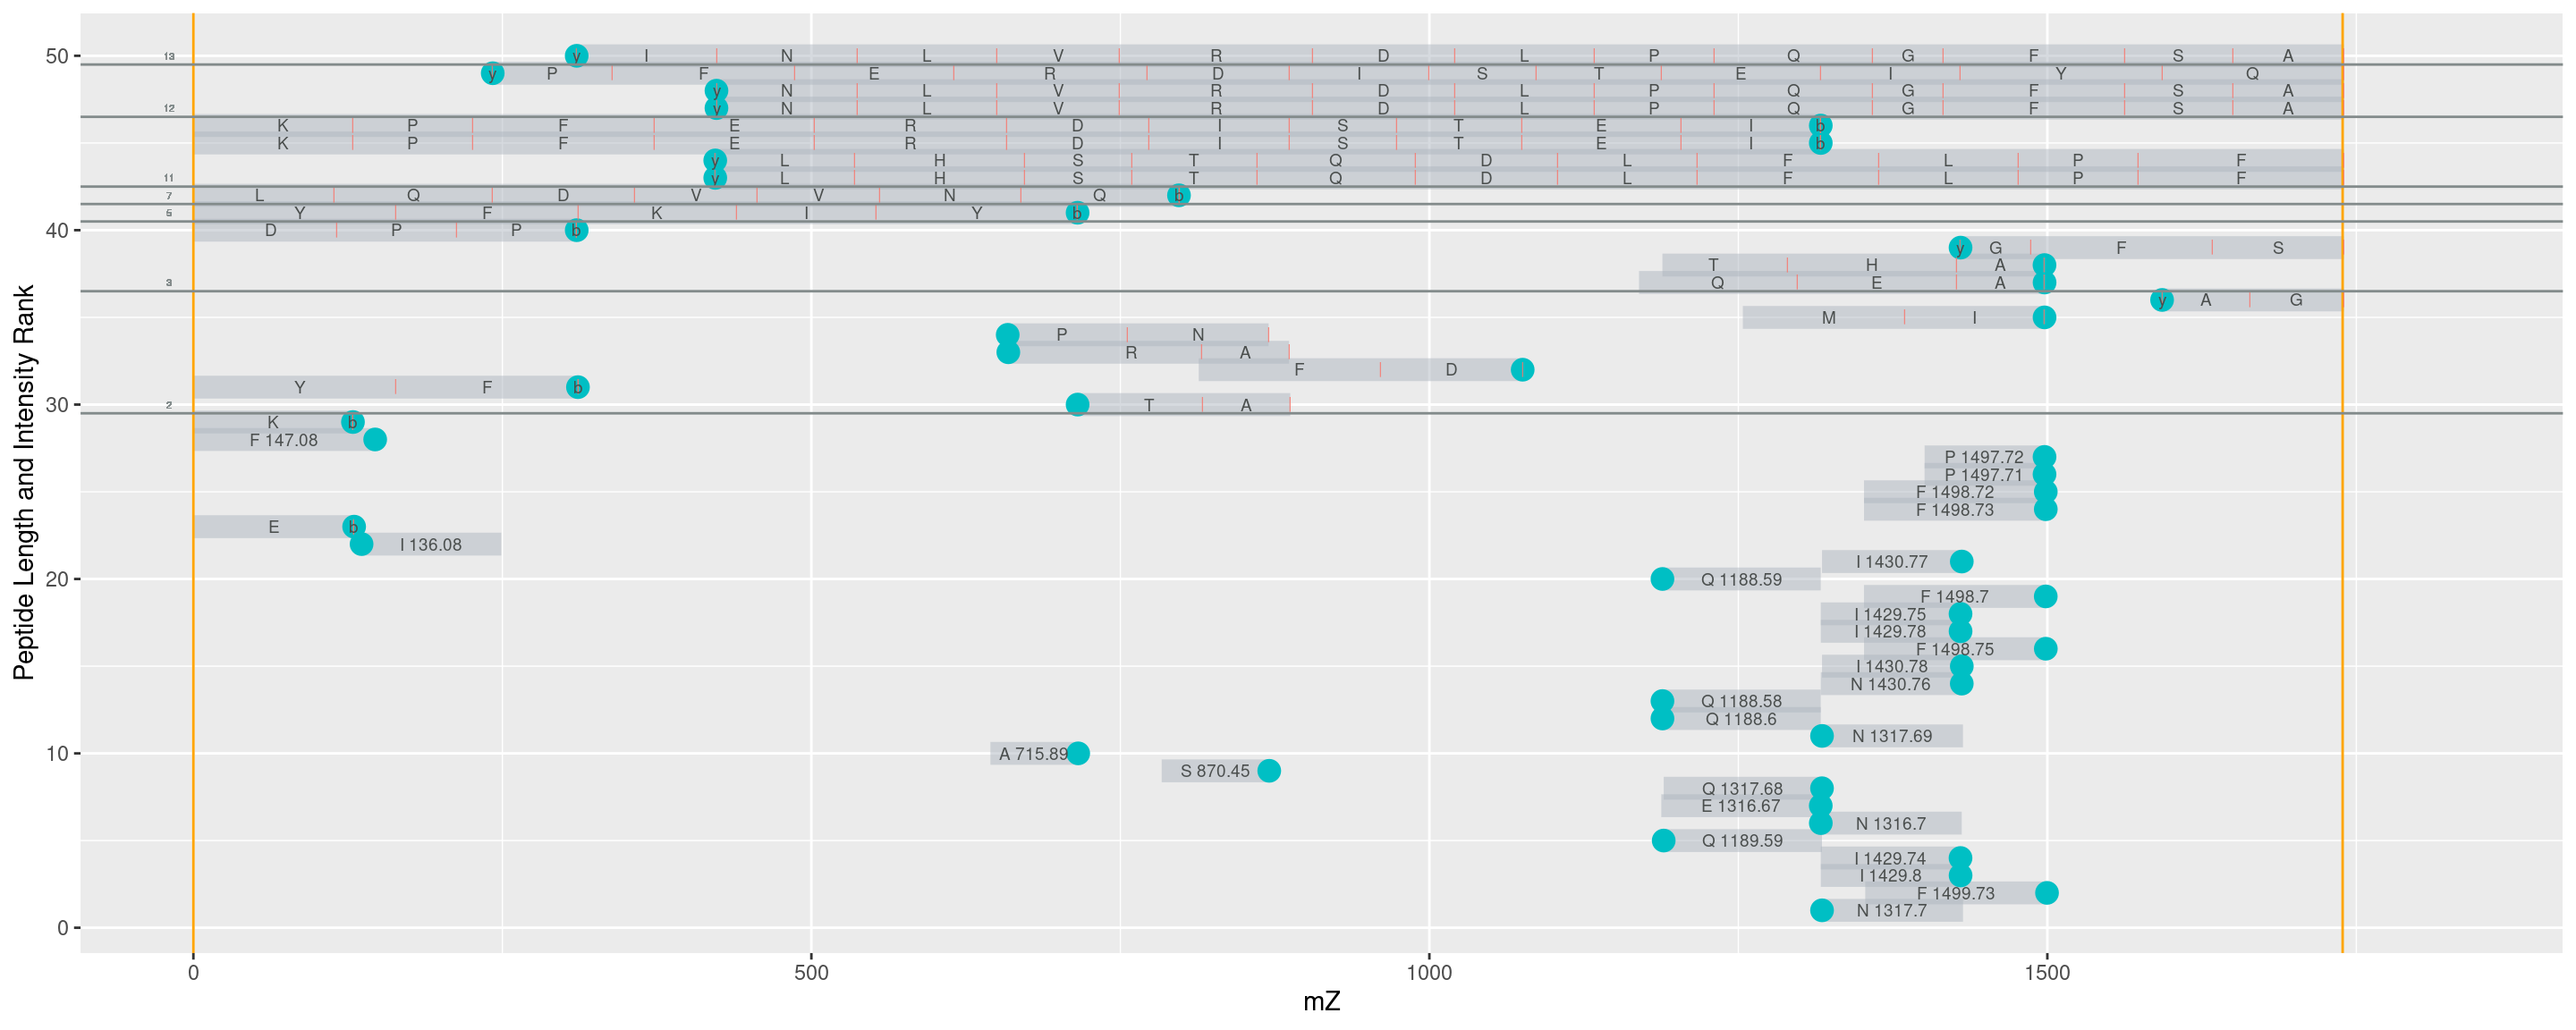 50
13
y I N L V R D L P Q G F S A
y P F E R D I S T E I Y Q
y N L V R D L P Q G F S A
12
y N L V R D L P Q G F S A
K P F E R D I S T E I b
K P F E R D I S T E I b
y L H S T Q D L F L P F
11
y L H S T Q D L F L P F
7
L Q D V V N Q b
Y F K I Y b
40
D P P b
y G F S
T H A
3
Q E A
y A G
M I
P N
R A
F D
Y F b
30
2
T A
K b
F 147.08
P 1497.72
P 1497.71
F 1498.72
F 1498.73
E b
I 136.08
I 1430.77
20
Q 1188.59
F 1498.7
I 1429.75
I 1429.78
F 1498.75
I 1430.78
N 1430.76
Q 1188.58
Q 1188.6
N 1317.69
10
A 715.89
S 870.45
Q 1317.68
E 1316.67
N 1316.7
Q 1189.59
I 1429.74
I 1429.8
F 1499.73
N 1317.7
0
0 500 1000 1500
mZ
Peptide Length and Intensity Rank